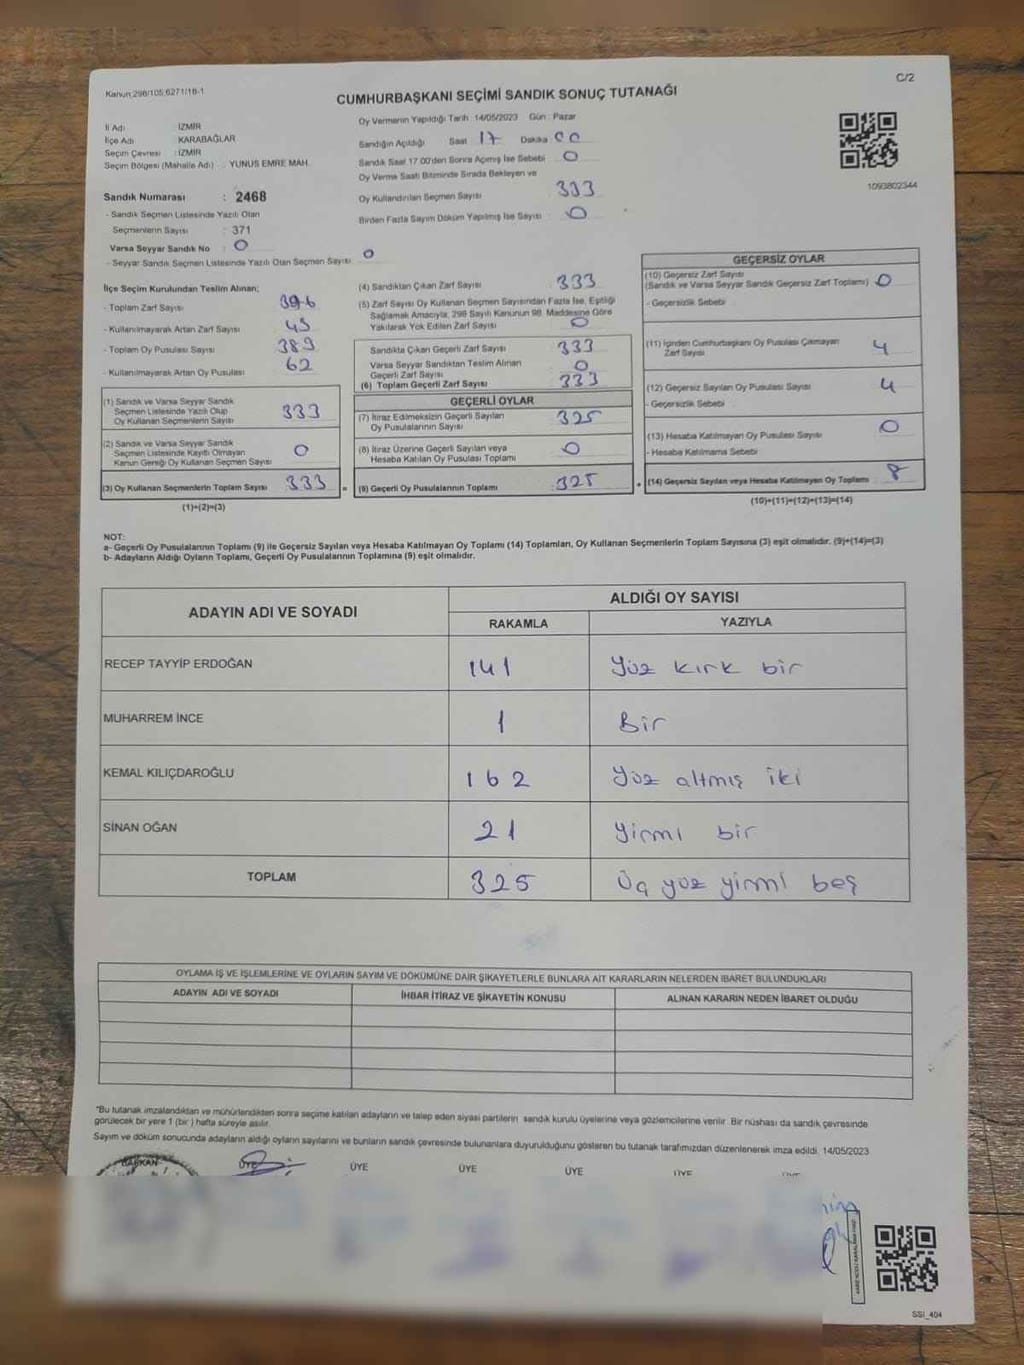 C/2
Kanun:298/105,6271/18-1
CUMHURBAŞKANI SEÇİMİ SANDIK SONUÇ TUTANAĞI
İl Adı : İZMİR
İlçe Adı : KARABAĞLAR
Seçim Çevresi : İZMİR
Seçim Bölgesi (Mahalle Adı) : YUNUS EMRE MAH.
Sandık Numarası : 2468
- Sandık Seçmen Listesinde Yazılı Olan
Seçmenlerin Sayısı : 371
Varsa Seyyar Sandık No : 0
- Seyyar Sandık Seçmen Listesinde Yazılı Olan Seçmen Sayısı : 0
Oy Vermenin Yapıldığı Tarih : 14/05/2023 Gün : Pazar
Sandığın Açıldığı Saat 17 Dakika 00
Sandık Saat 17.00'den Sonra Açılmış İse Sebebi : 0
Oy Verme Saati Bitiminde Sırada Bekleyen ve
Oy Kullandırılan Seçmen Sayısı : 333
Birden Fazla Sayım Döküm Yapılmış İse Sayısı : 0
1093802344
İlçe Seçim Kurulundan Teslim Alınan;
- Toplam Zarf Sayısı : 396
- Kullanılmayarak Artan Zarf Sayısı : 45
- Toplam Oy Pusulası Sayısı : 389
- Kullanılmayarak Artan Oy Pusulası : 62
(1) Sandık ve Varsa Seyyar Sandık
Seçmen Listesinde Yazılı Olup
Oy Kullanan Seçmenlerin Sayısı : 333
(2) Sandık ve Varsa Seyyar Sandık
Seçmen Listesinde Kayıtlı Olmayan
Kanun Gereği Oy Kullanan Seçmen Sayısı : 0
(3) Oy Kullanan Seçmenlerin Toplam Sayısı : 333
(1)+(2)=(3)
(4) Sandıktan Çıkan Zarf Sayısı : 333
(5) Zarf Sayısı Oy Kullanan Seçmen Sayısından Fazla İse, Eşitliği
Sağlamak Amacıyla; 298 Sayılı Kanunun 98. Maddesine Göre
Yakılarak Yok Edilen Zarf Sayısı : 0
Sandıkta Çıkan Geçerli Zarf Sayısı : 333
Varsa Seyyar Sandıktan Teslim Alınan
Geçerli Zarf Sayısı : 0
(6) Toplam Geçerli Zarf Sayısı : 333
GEÇERLİ OYLAR
(7) İtiraz Edilmeksizin Geçerli Sayılan
Oy Pusulalarının Sayısı : 325
(8) İtiraz Üzerine Geçerli Sayılan veya
Hesaba Katılan Oy Pusulası Toplamı : 0
= (9) Geçerli Oy Pusulalarının Toplamı : 325
GEÇERSİZ OYLAR
(10) Geçersiz Zarf Sayısı
(Sandık ve Varsa Seyyar Sandık Geçersiz Zarf Toplamı) : 0
- Geçersizlik Sebebi :
(11) İçinden Cumhurbaşkanı Oy Pusulası Çıkmayan
Zarf Sayısı : 4
(12) Geçersiz Sayılan Oy Pusulası Sayısı : 4
- Geçersizlik Sebebi :
(13) Hesaba Katılmayan Oy Pusulası Sayısı : 0
- Hesaba Katılmama Sebebi :
+ (14) Geçersiz Sayılan veya Hesaba Katılmayan Oy Toplamı : 8
(10)+(11)+(12)+(13)=(14)
NOT:
a- Geçerli Oy Pusulalarının Toplamı (9) ile Geçersiz Sayılan veya Hesaba Katılmayan Oy Toplamı (14) Toplamları, Oy Kullanan Seçmenlerin Toplam Sayısına (3) eşit olmalıdır. (9)+(14)=(3)
b- Adayların Aldığı Oyların Toplamı, Geçerli Oy Pusulalarının Toplamına (9) eşit olmalıdır.
ADAYIN ADI VE SOYADI
ALDIĞI OY SAYISI
RAKAMLA YAZIYLA
RECEP TAYYİP ERDOĞAN 141 Yüz kırk bir
MUHARREM İNCE 1 Bir
KEMAL KILIÇDAROĞLU 162 Yüz altmış iki
SİNAN OĞAN 21 Yirmi bir
TOPLAM 325 Üç yüz yirmi beş
OYLAMA İŞ VE İŞLEMLERİNE VE OYLARIN SAYIM VE DÖKÜMÜNE DAİR ŞİKAYETLERLE BUNLARA AİT KARARLARIN NELERDEN İBARET BULUNDUKLARI
ADAYIN ADI VE SOYADI İHBAR İTİRAZ VE ŞİKAYETİN KONUSU ALINAN KARARIN NEDEN İBARET OLDUĞU
*Bu tutanak imzalandıktan ve mühürlendikten sonra seçime katılan adayların ve talep eden siyasi partilerin sandık kurulu üyelerine veya gözlemcilerine verilir. Bir nüshası da sandık çevresinde
görülecek bir yere 1 (bir) hafta süreyle asılır.
Sayım ve döküm sonucunda adayların aldığı oyların sayılarını ve bunların sandık çevresinde bulunanlara duyurulduğunu gösteren bu tutanak tarafımızdan düzenlenerek imza edildi. 14/05/2023
BAŞKAN ÜYE ÜYE ÜYE ÜYE ÜYE
SSI_404